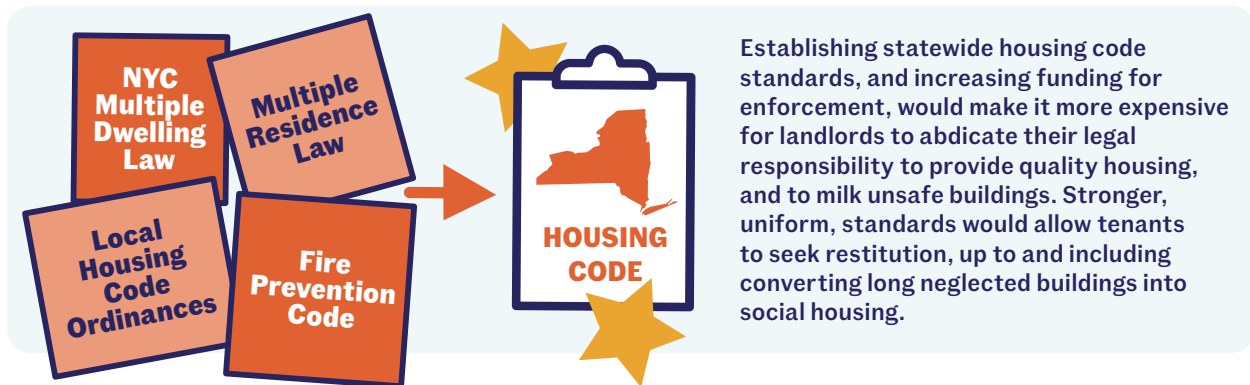 NYC
Multiple
Dwelling
Law
Multiple
Residence
Law
Local
Housing
Code
Ordinances
Fire
Prevention
Code
HOUSING
CODE
Establishing statewide housing code
standards, and increasing funding for
enforcement, would make it more expensive
for landlords to abdicate their legal
responsibility to provide quality housing,
and to milk unsafe buildings. Stronger,
uniform, standards would allow tenants
to seek restitution, up to and including
converting long neglected buildings into
social housing.